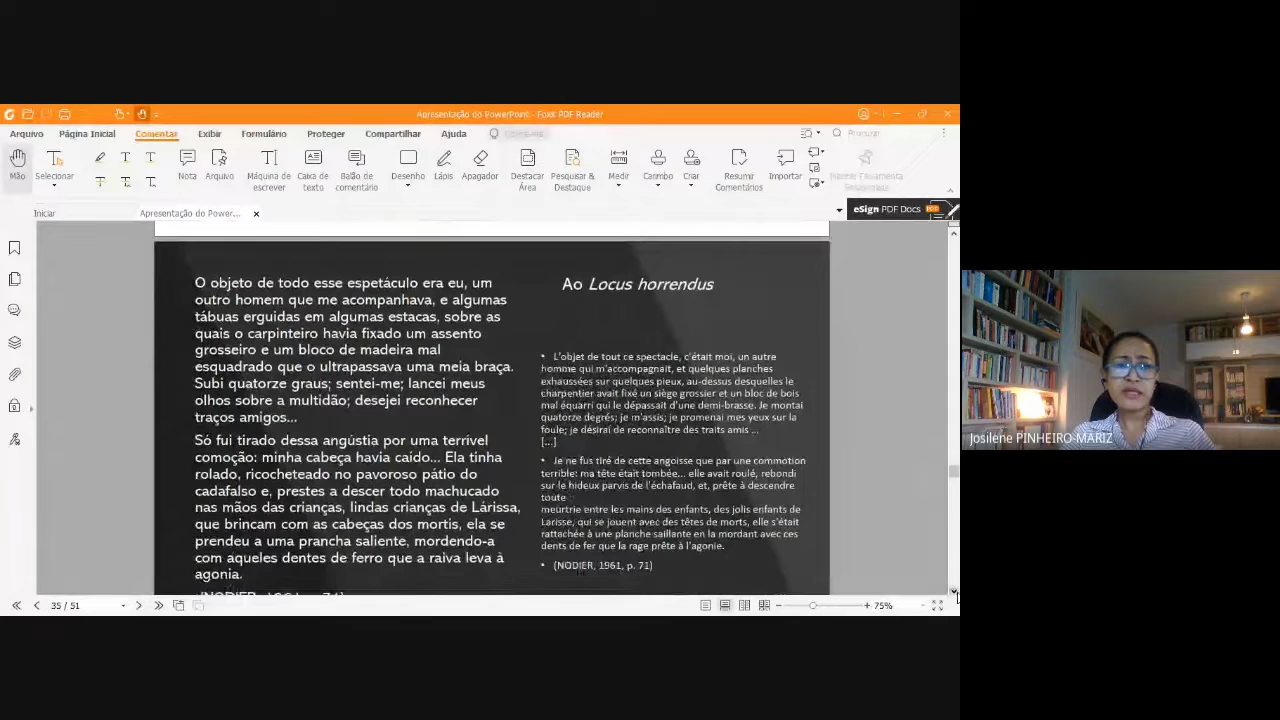 Apresentação do PowerPoint - Foxit PDF Reader
Arquivo Página Inicial Comentar Exibir Formulário Proteger Compartilhar Ajuda Procurar
Mão Selecionar Nota Arquivo Máquina de escrever Caixa de texto Balão de comentário Desenho Lápis Apagador Destacar Área Pesquisar & Destaque Medir Carimbo Criar Resumir Comentários Importar
Iniciar Apresentação do Power... eSign PDF Docs
O objeto de todo esse espetáculo era eu, um
outro homem que me acompanhava, e algumas
tábuas erguidas em algumas estacas, sobre as
quais o carpinteiro havia fixado um assento
grosseiro e um bloco de madeira mal
esquadrado que o ultrapassava uma meia braça.
Subi quatorze graus; sentei-me; lancei meus
olhos sobre a multidão; desejei reconhecer
traços amigos...
Só fui tirado dessa angústia por uma terrível
comoção: minha cabeça havia caído... Ela tinha
rolado, ricocheteado no pavoroso pátio do
cadafalso e, prestes a descer todo machucado
nas mãos das crianças, lindas crianças de Lárissa,
que brincam com as cabeças dos mortis, ela se
prendeu a uma prancha saliente, mordendo-a
com aqueles dentes de ferro que a raiva leva à
agonia.
Ao Locus horrendus
• L'objet de tout ce spectacle, c'était moi, un autre
homme qui m'accompagnait, et quelques planches
exhaussées sur quelques pieux, au-dessus desquelles le
charpentier avait fixé un siège grossier et un bloc de bois
mal équarri qui le dépassait d'une demi-brasse. Je montai
quatorze degrés; je m'assis; je promenai mes yeux sur la
foule; je désirai de reconnaître des traits amis ...
[...]
• Je ne fus tiré de cette angoisse que par une commotion
terrible: ma tête était tombée... elle avait roulé, rebondi
sur le hideux parvis de l'échafaud, et, prête à descendre
toute
meurtrie entre les mains des enfants, des jolis enfants de
Larisse, qui se jouent avec des têtes de morts, elle s'était
rattachée à une planche saillante en la mordant avec ces
dents de fer que la rage prête à l'agonie.
• (NODIER, 1961, p. 71)
35 / 51 75%
Josilene PINHEIRO-MARIZ